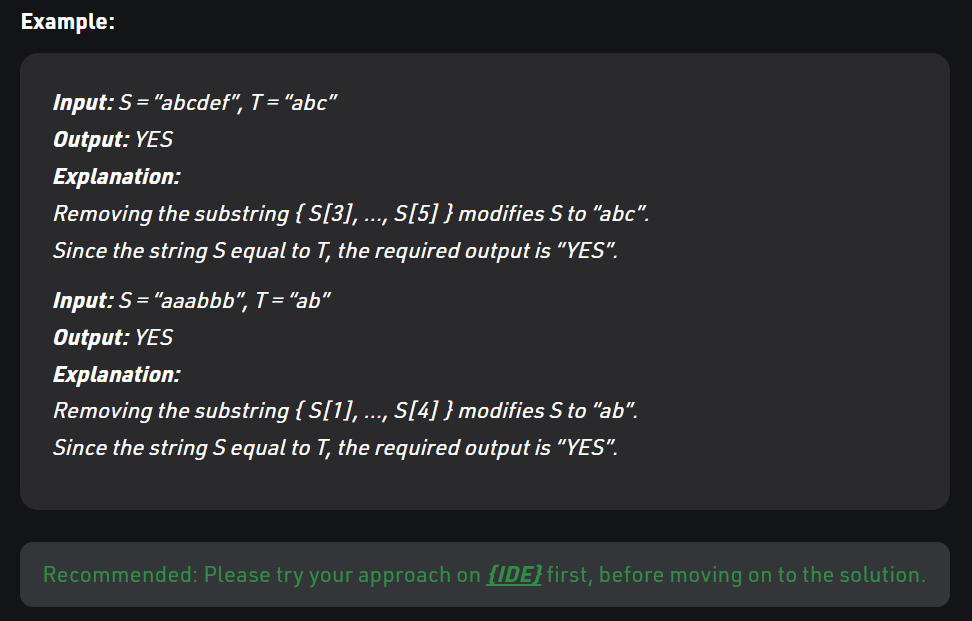 Example:
Input: S = “abcdef”, T = “abc”
Output: YES
Explanation:
Removing the substring { S[3], ..., S[5] } modifies S to “abc”.
Since the string S equal to T, the required output is “YES”.
Input: S = “aaabbb”, T = “ab”
Output: YES
Explanation:
Removing the substring { S[1], ..., S[4] } modifies S to “ab”.
Since the string S equal to T, the required output is “YES”.
Recommended: Please try your approach on {IDE} first, before moving on to the solution.